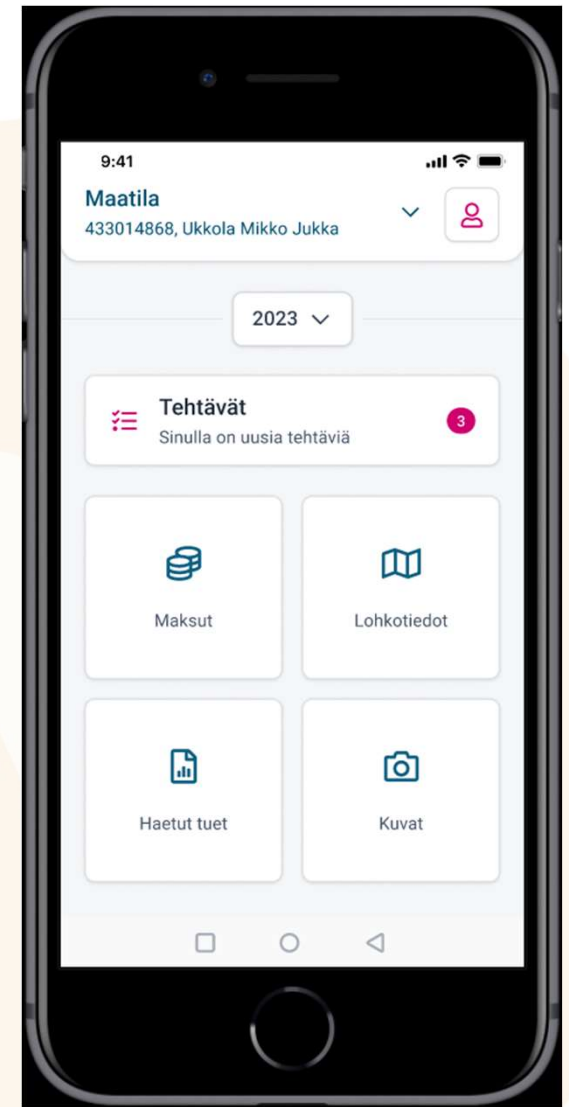 9:41
Maatila
433014868, Ukkola Mikko Jukka
2023
Tehtävät
Sinulla on uusia tehtäviä
3
Maksut
Lohkotiedot
Haetut tuet
Kuvat